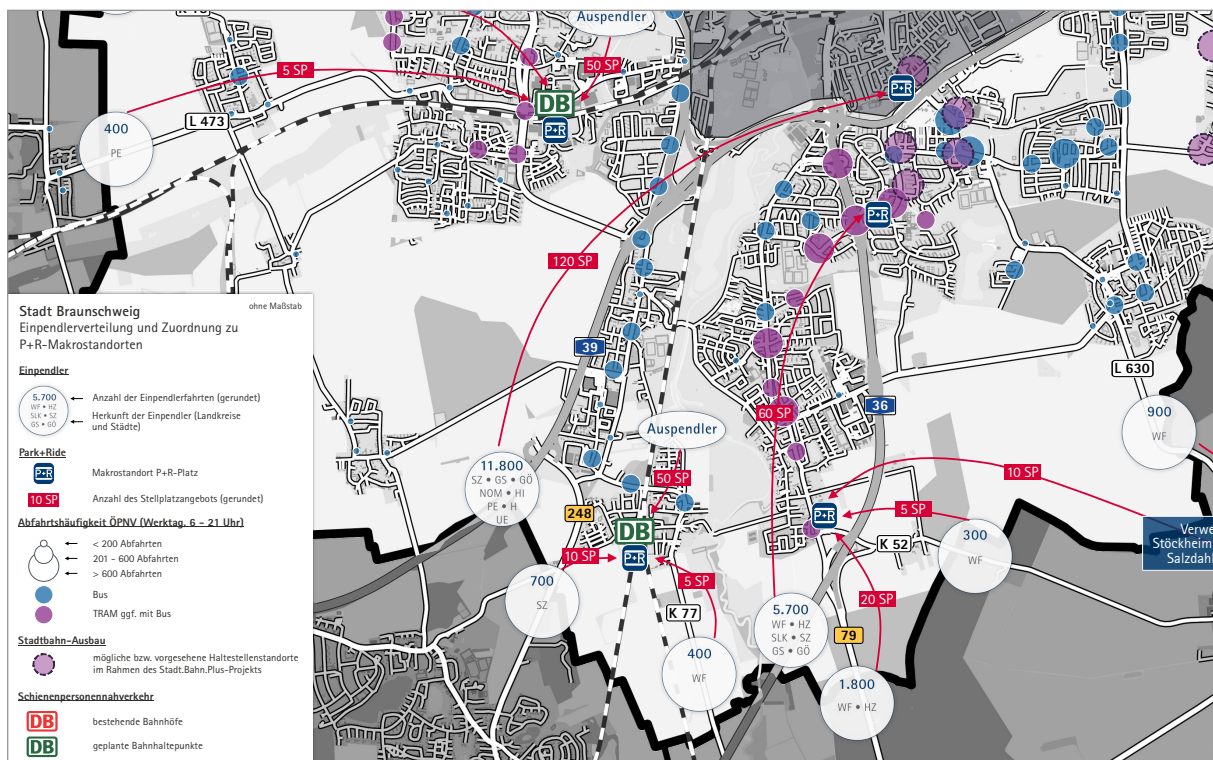 K 18
Auspendler
5 SP
50 SP
DB
P+R
P+R
400
PE
L 473
P+R
120 SP
Stadt Braunschweig
ohne Maßstab
Einpendlerverteilung und Zuordnung zu
P+R-Makrostandorten
Einpendler
5.700
WF • HZ
SLK • SZ
GS • GÖ
Anzahl der Einpendlerfahrten (gerundet)
Herkunft der Einpendler (Landkreise
und Städte)
Park+Ride
P+R
Makrostandort P+R-Platz
10 SP
Anzahl des Stellplatzangebots (gerundet)
Abfahrtshäufigkeit ÖPNV (Werktag, 6 – 21 Uhr)
< 200 Abfahrten
201 – 600 Abfahrten
> 600 Abfahrten
Bus
TRAM ggf. mit Bus
Stadtbahn-Ausbau
mögliche bzw. vorgesehene Haltestellenstandorte
im Rahmen des Stadt.Bahn.Plus-Projekts
Schienenpersonennahverkehr
DB
bestehende Bahnhöfe
DB
geplante Bahnhaltepunkte
39
L 630
36
60 SP
900
WF
Auspendler
11.800
SZ • GS • GÖ
NOM • HI
PE • H
UE
50 SP
10 SP
248
5 SP
DB
P+R
P+R
K 52
300
WF
Verwe
Stöckheim
Salzdahl
10 SP
700
SZ
5 SP
K 77
20 SP
5.700
WF • HZ
SLK • SZ
GS • GÖ
79
400
WF
1.800
WF • HZ